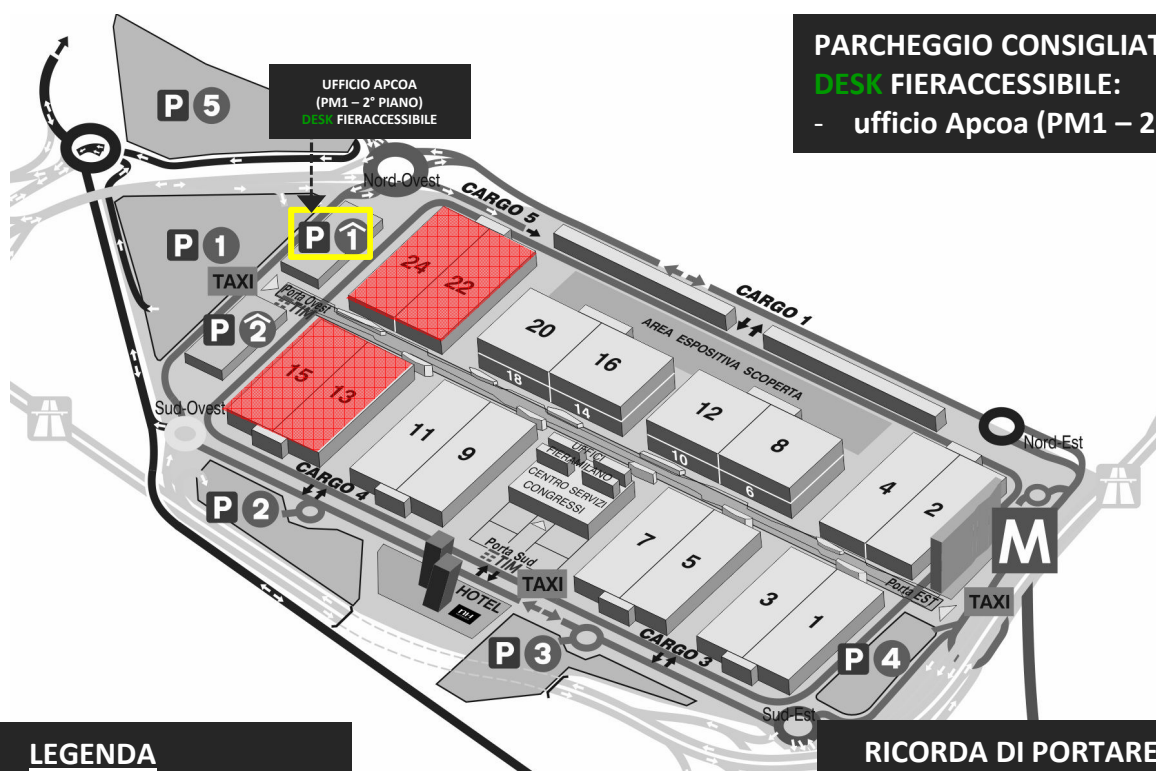 PARCHEGGIO CONSIGLIAT
DESK FIERACCESSIBILE:
- ufficio Apcoa (PM1 – 2
UFFICIO APCOA
(PM1 – 2° PIANO)
DESK FIERACCESSIBILE
P 5
Nord-Ovest
CARGO 5
P 1
P 1
TAXI
Porta Ovest
TIM
P 2
24
22
CARGO 1
AREA ESPOSITIVA SCOPERTA
20
16
18
14
15
13
12
8
10
6
Sud-Ovest
11
9
UFFICI
FIERAMILANO
CENTRO SERVIZI
CONGRESSI
4
2
Nord-Est
M
CARGO 4
P 2
Porta Sud
TIM
7
5
TAXI
HOTEL
nh
3
1
Porta EST
TAXI
P 3
CARGO 3
P 4
Sud-Est
LEGENDA
RICORDA DI PORTARE